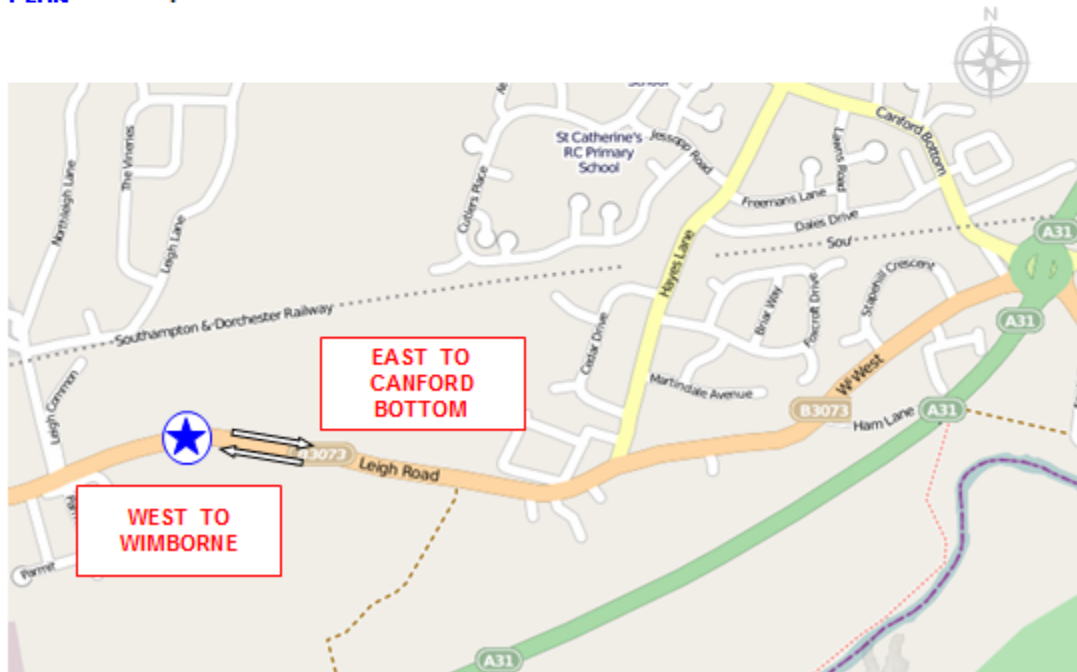 N
School
St Catherine's
RC Primary
School
Jessopp Road
Canford Bottom
Lawns Road
Freemans Lane
Dales Drive
Northleigh Lane
The Vineries
Leigh Lane
Cutlers Place
Hayes Lane
A31
Sou'
Southampton & Dorchester Railway
Stapehill Crescent
Briar Way
Foxcroft Drive
A31
Cedar Drive
EAST TO
CANFORD
BOTTOM
Martindale Avenue
W West
B3073
Ham Lane
A31
Leigh Common
B3073
Leigh Road
WEST TO
WIMBORNE
Parmit
A31